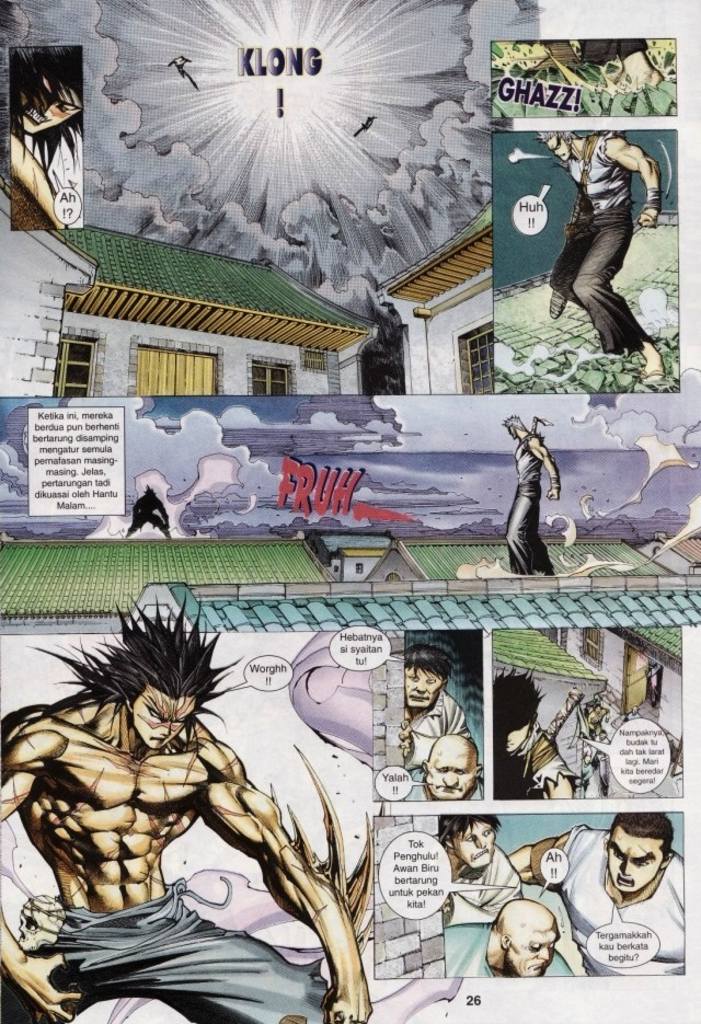 KLONG
!
Ah
!?
GHAZZ!
Huh
!!
Ketika ini, mereka
berdua pun berhenti
bertarung disamping
mengatur semula
pernafasan masing-
masing. Jelas,
pertarungan tadi
dikuasai oleh Hantu
Malam....
FRUH
Worghh
!!
Hebatnya
si syaitan
tu!
Yalah
!!
Nampaknya,
budak tu
dah tak larat
lagi. Mari
kita beredar
segera!
Tok
Penghulu!
Awan Biru
bertarung
untuk pekan
kita!
Ah
!!
Tergamakkah
kau berkata
begitu?
26